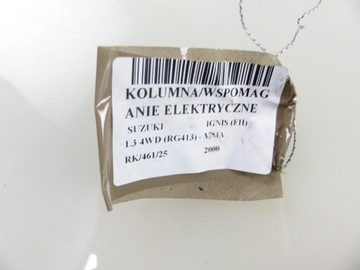 KOLUMNA/WSPOMAG
ANIE ELEKTRYCZNE
SUZUKI IGNIS (FH)
1.3 4WD (RG413) -
RK/461/25 2000